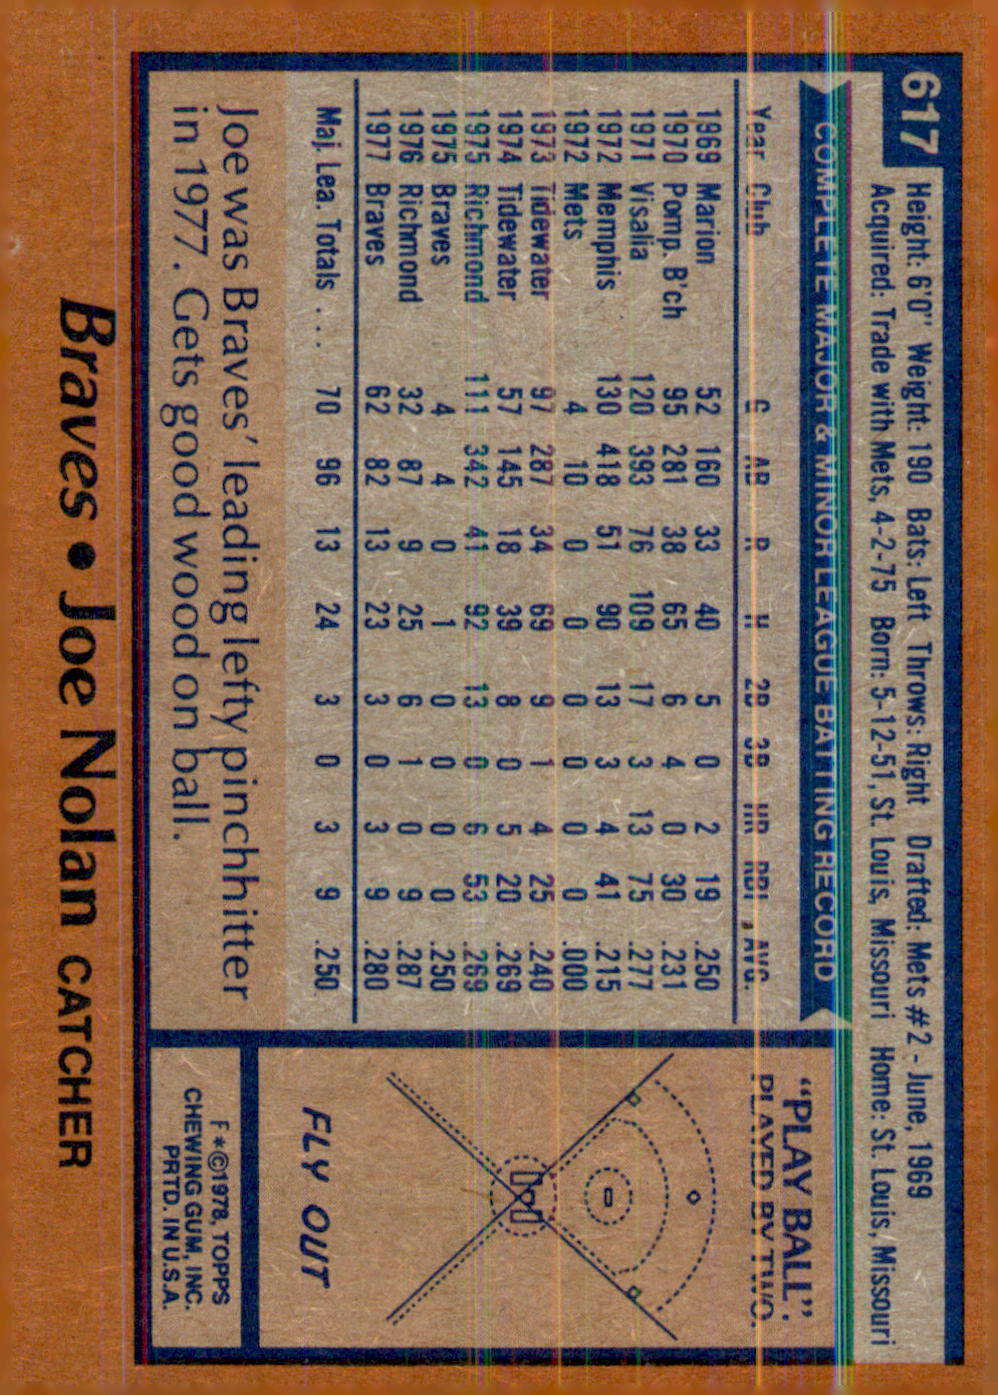 617
Height: 6'0" Weight: 190 Bats: Left Throws: Right Drafted: Mets #2 - June, 1969
Acquired: Trade with Mets, 4-2-75 Born: 5-12-51, St. Louis, Missouri Home: St. Louis, Missouri
COMPLETE MAJOR & MINOR LEAGUE BATTING RECORD
Year Club G AB R H 2B 3B HR RBI AVG.
1969 Marion 52 160 33 40 5 0 2 19 .250
1970 Pomp. B'ch 95 281 38 65 6 4 0 30 .231
1971 Visalia 120 393 76 109 17 3 13 75 .277
1972 Memphis 130 418 51 90 13 3 4 41 .215
1972 Mets 4 10 0 0 0 0 0 0 .000
1973 Tidewater 97 287 34 69 9 1 4 25 .240
1974 Tidewater 57 145 18 39 8 0 5 20 .269
1975 Richmond 111 342 41 92 13 0 6 53 .269
1975 Braves 4 4 0 1 0 0 0 0 .250
1976 Richmond 32 87 9 25 6 1 0 9 .287
1977 Braves 62 82 13 23 3 0 3 9 .280
Maj. Lea. Totals . . . 70 96 13 24 3 0 3 9 .250
Joe was Braves' leading lefty pinchhitter
in 1977. Gets good wood on ball.
"PLAY BALL".
PLAYED BY TWO.
FLY OUT
F*©1978, TOPPS
CHEWING GUM, INC.
PRTD. IN U.S.A.
Braves • Joe Nolan CATCHER